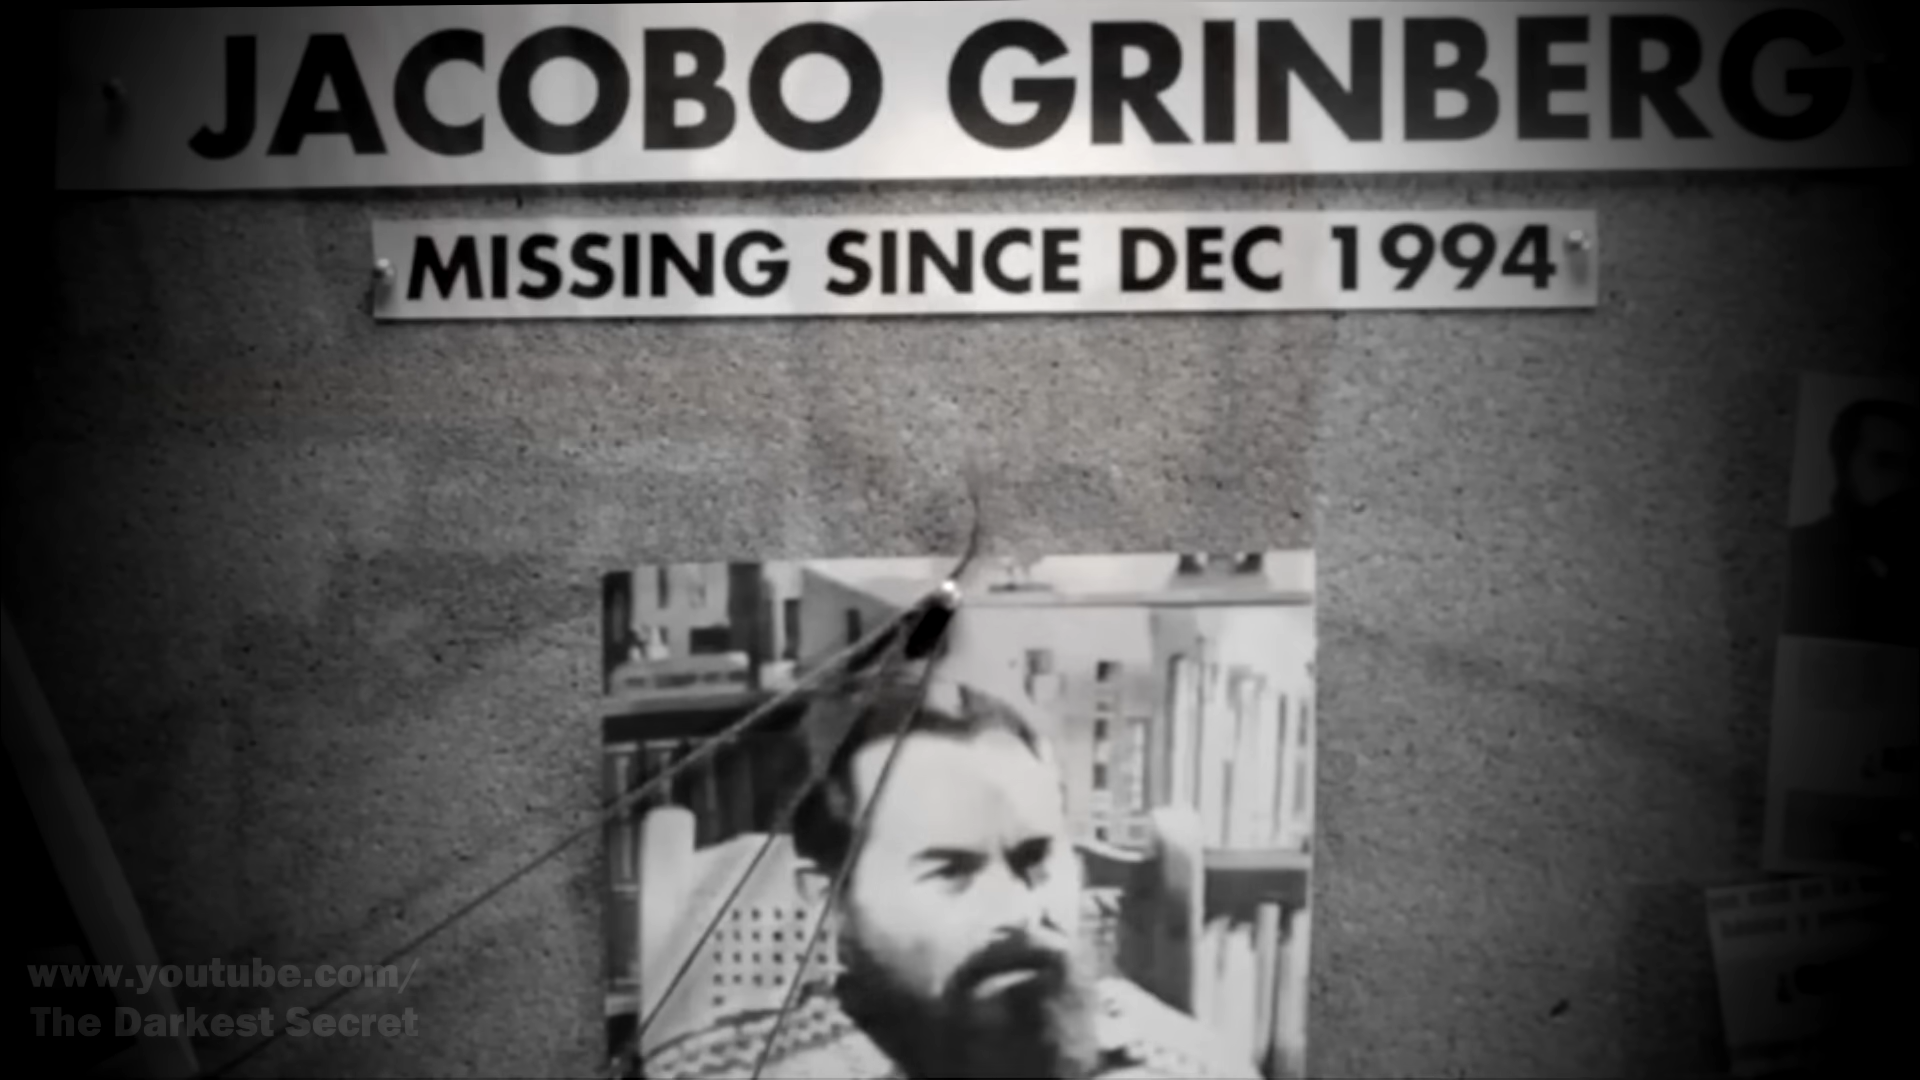 JACOBO GRINBERG
MISSING SINCE DEC 1994
www.youtube.com/
The Darkest Secret